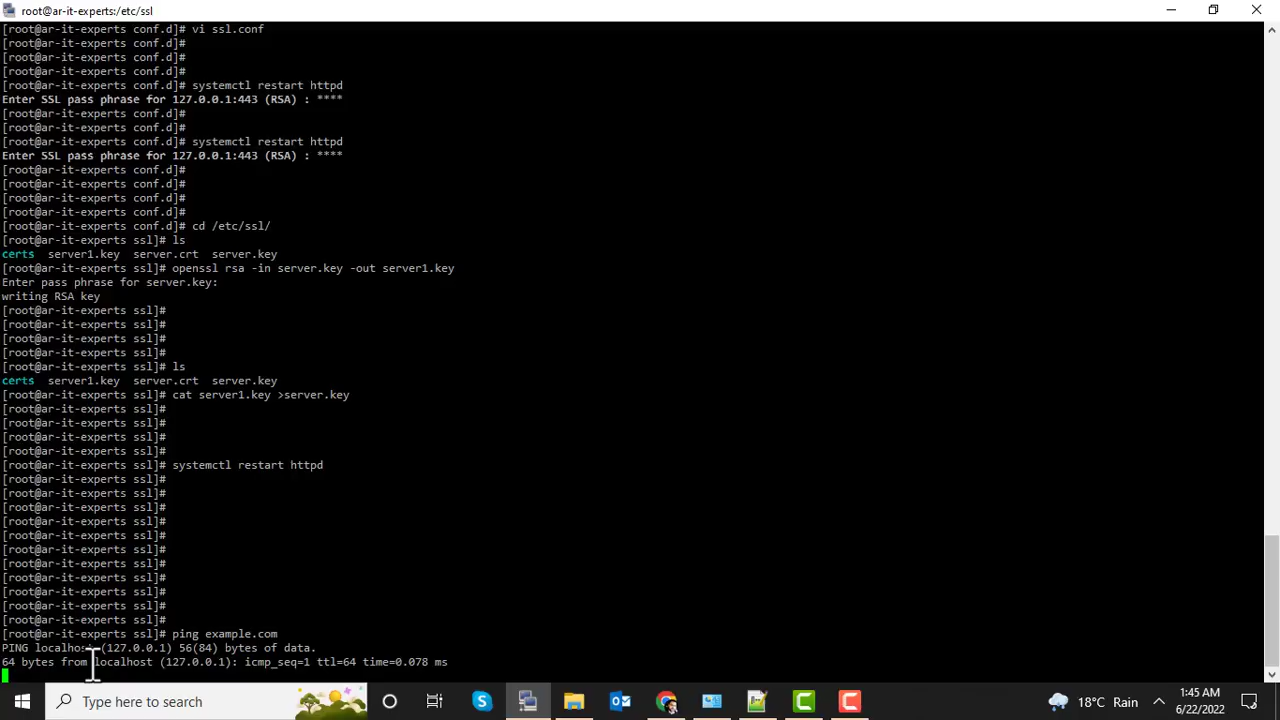 root@ar-it-experts:/etc/ssl
[root@ar-it-experts conf.d]# vi ssl.conf
[root@ar-it-experts conf.d]#
[root@ar-it-experts conf.d]#
[root@ar-it-experts conf.d]#
[root@ar-it-experts conf.d]# systemctl restart httpd
Enter SSL pass phrase for 127.0.0.1:443 (RSA) : ****
[root@ar-it-experts conf.d]#
[root@ar-it-experts conf.d]#
[root@ar-it-experts conf.d]# systemctl restart httpd
Enter SSL pass phrase for 127.0.0.1:443 (RSA) : ****
[root@ar-it-experts conf.d]#
[root@ar-it-experts conf.d]#
[root@ar-it-experts conf.d]#
[root@ar-it-experts conf.d]#
[root@ar-it-experts conf.d]# cd /etc/ssl/
[root@ar-it-experts ssl]# ls
certs  server1.key  server.crt  server.key
[root@ar-it-experts ssl]# openssl rsa -in server.key -out server1.key
Enter pass phrase for server.key:
writing RSA key
[root@ar-it-experts ssl]#
[root@ar-it-experts ssl]#
[root@ar-it-experts ssl]#
[root@ar-it-experts ssl]#
[root@ar-it-experts ssl]# ls
certs  server1.key  server.crt  server.key
[root@ar-it-experts ssl]# cat server1.key >server.key
[root@ar-it-experts ssl]#
[root@ar-it-experts ssl]#
[root@ar-it-experts ssl]#
[root@ar-it-experts ssl]#
[root@ar-it-experts ssl]# systemctl restart httpd
[root@ar-it-experts ssl]#
[root@ar-it-experts ssl]#
[root@ar-it-experts ssl]#
[root@ar-it-experts ssl]#
[root@ar-it-experts ssl]#
[root@ar-it-experts ssl]#
[root@ar-it-experts ssl]#
[root@ar-it-experts ssl]#
[root@ar-it-experts ssl]#
[root@ar-it-experts ssl]#
[root@ar-it-experts ssl]#
[root@ar-it-experts ssl]# ping example.com
PING localhost (127.0.0.1) 56(84) bytes of data.
64 bytes from localhost (127.0.0.1): icmp_seq=1 ttl=64 time=0.078 ms
Type here to search
18°C Rain
1:45 AM
6/22/2022